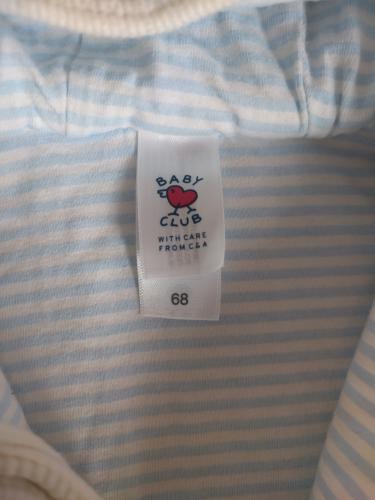 BABY
CLUB
WITH CARE
FROM C&A
68